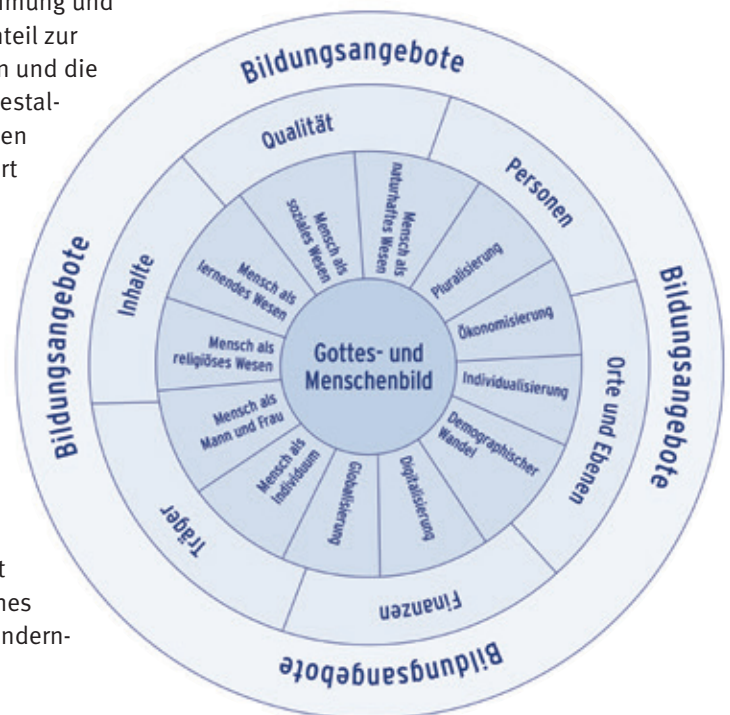 mung und
nteil zur
n und die
estal-
en
rt
t
nes
ndern-
Bildungsangebote
Bildungsangebote
Bildungsangebote
Bildungsangebote
Qualität
Personen
Orte und Ebenen
Finanzen
Träger
Inhalte
Mensch als
naturhaftes Wesen
Pluralisierung
Ökonomisierung
Individualisierung
Demographischer
Wandel
Digitalisierung
Globalisierung
Mensch als
Individuum
Mensch als
Mann und Frau
Mensch als
religiöses Wesen
Mensch als
lernendes Wesen
Mensch als
soziales Wesen
Gottes- und
Menschenbild